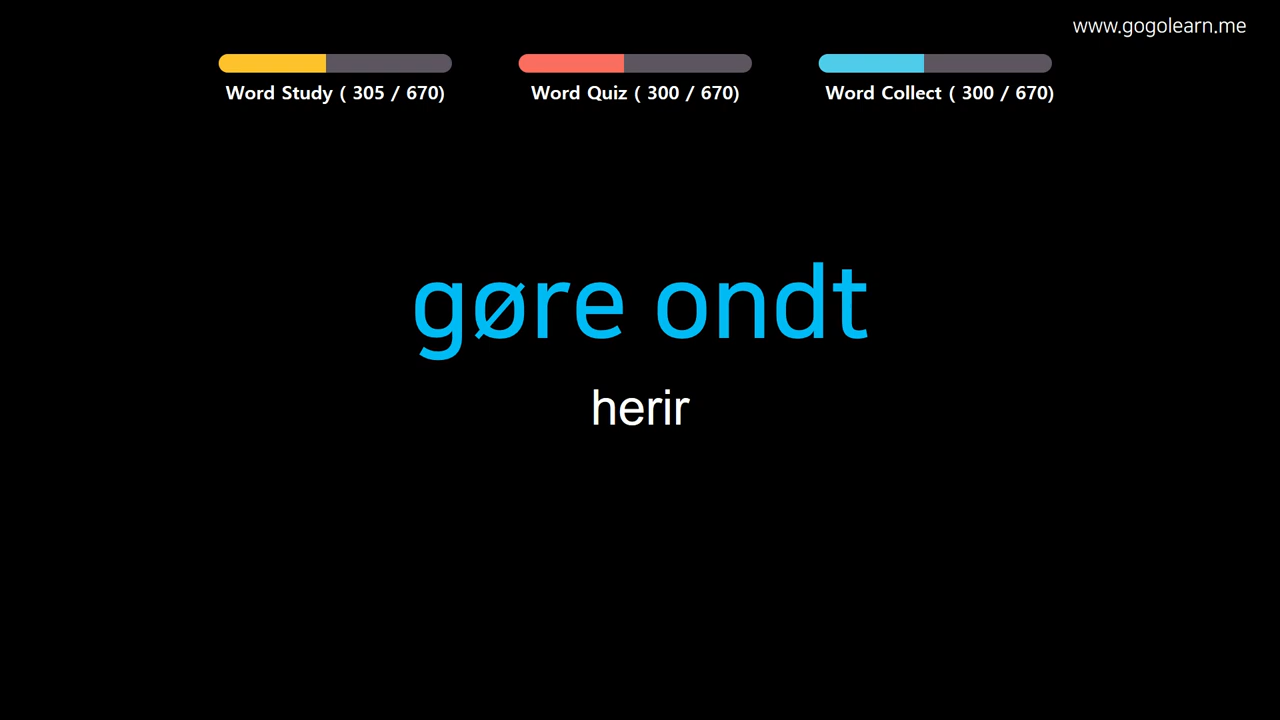 www.gogolearn.me
Word Study ( 305 / 670)
Word Quiz ( 300 / 670)
Word Collect ( 300 / 670)
gøre ondt
herir